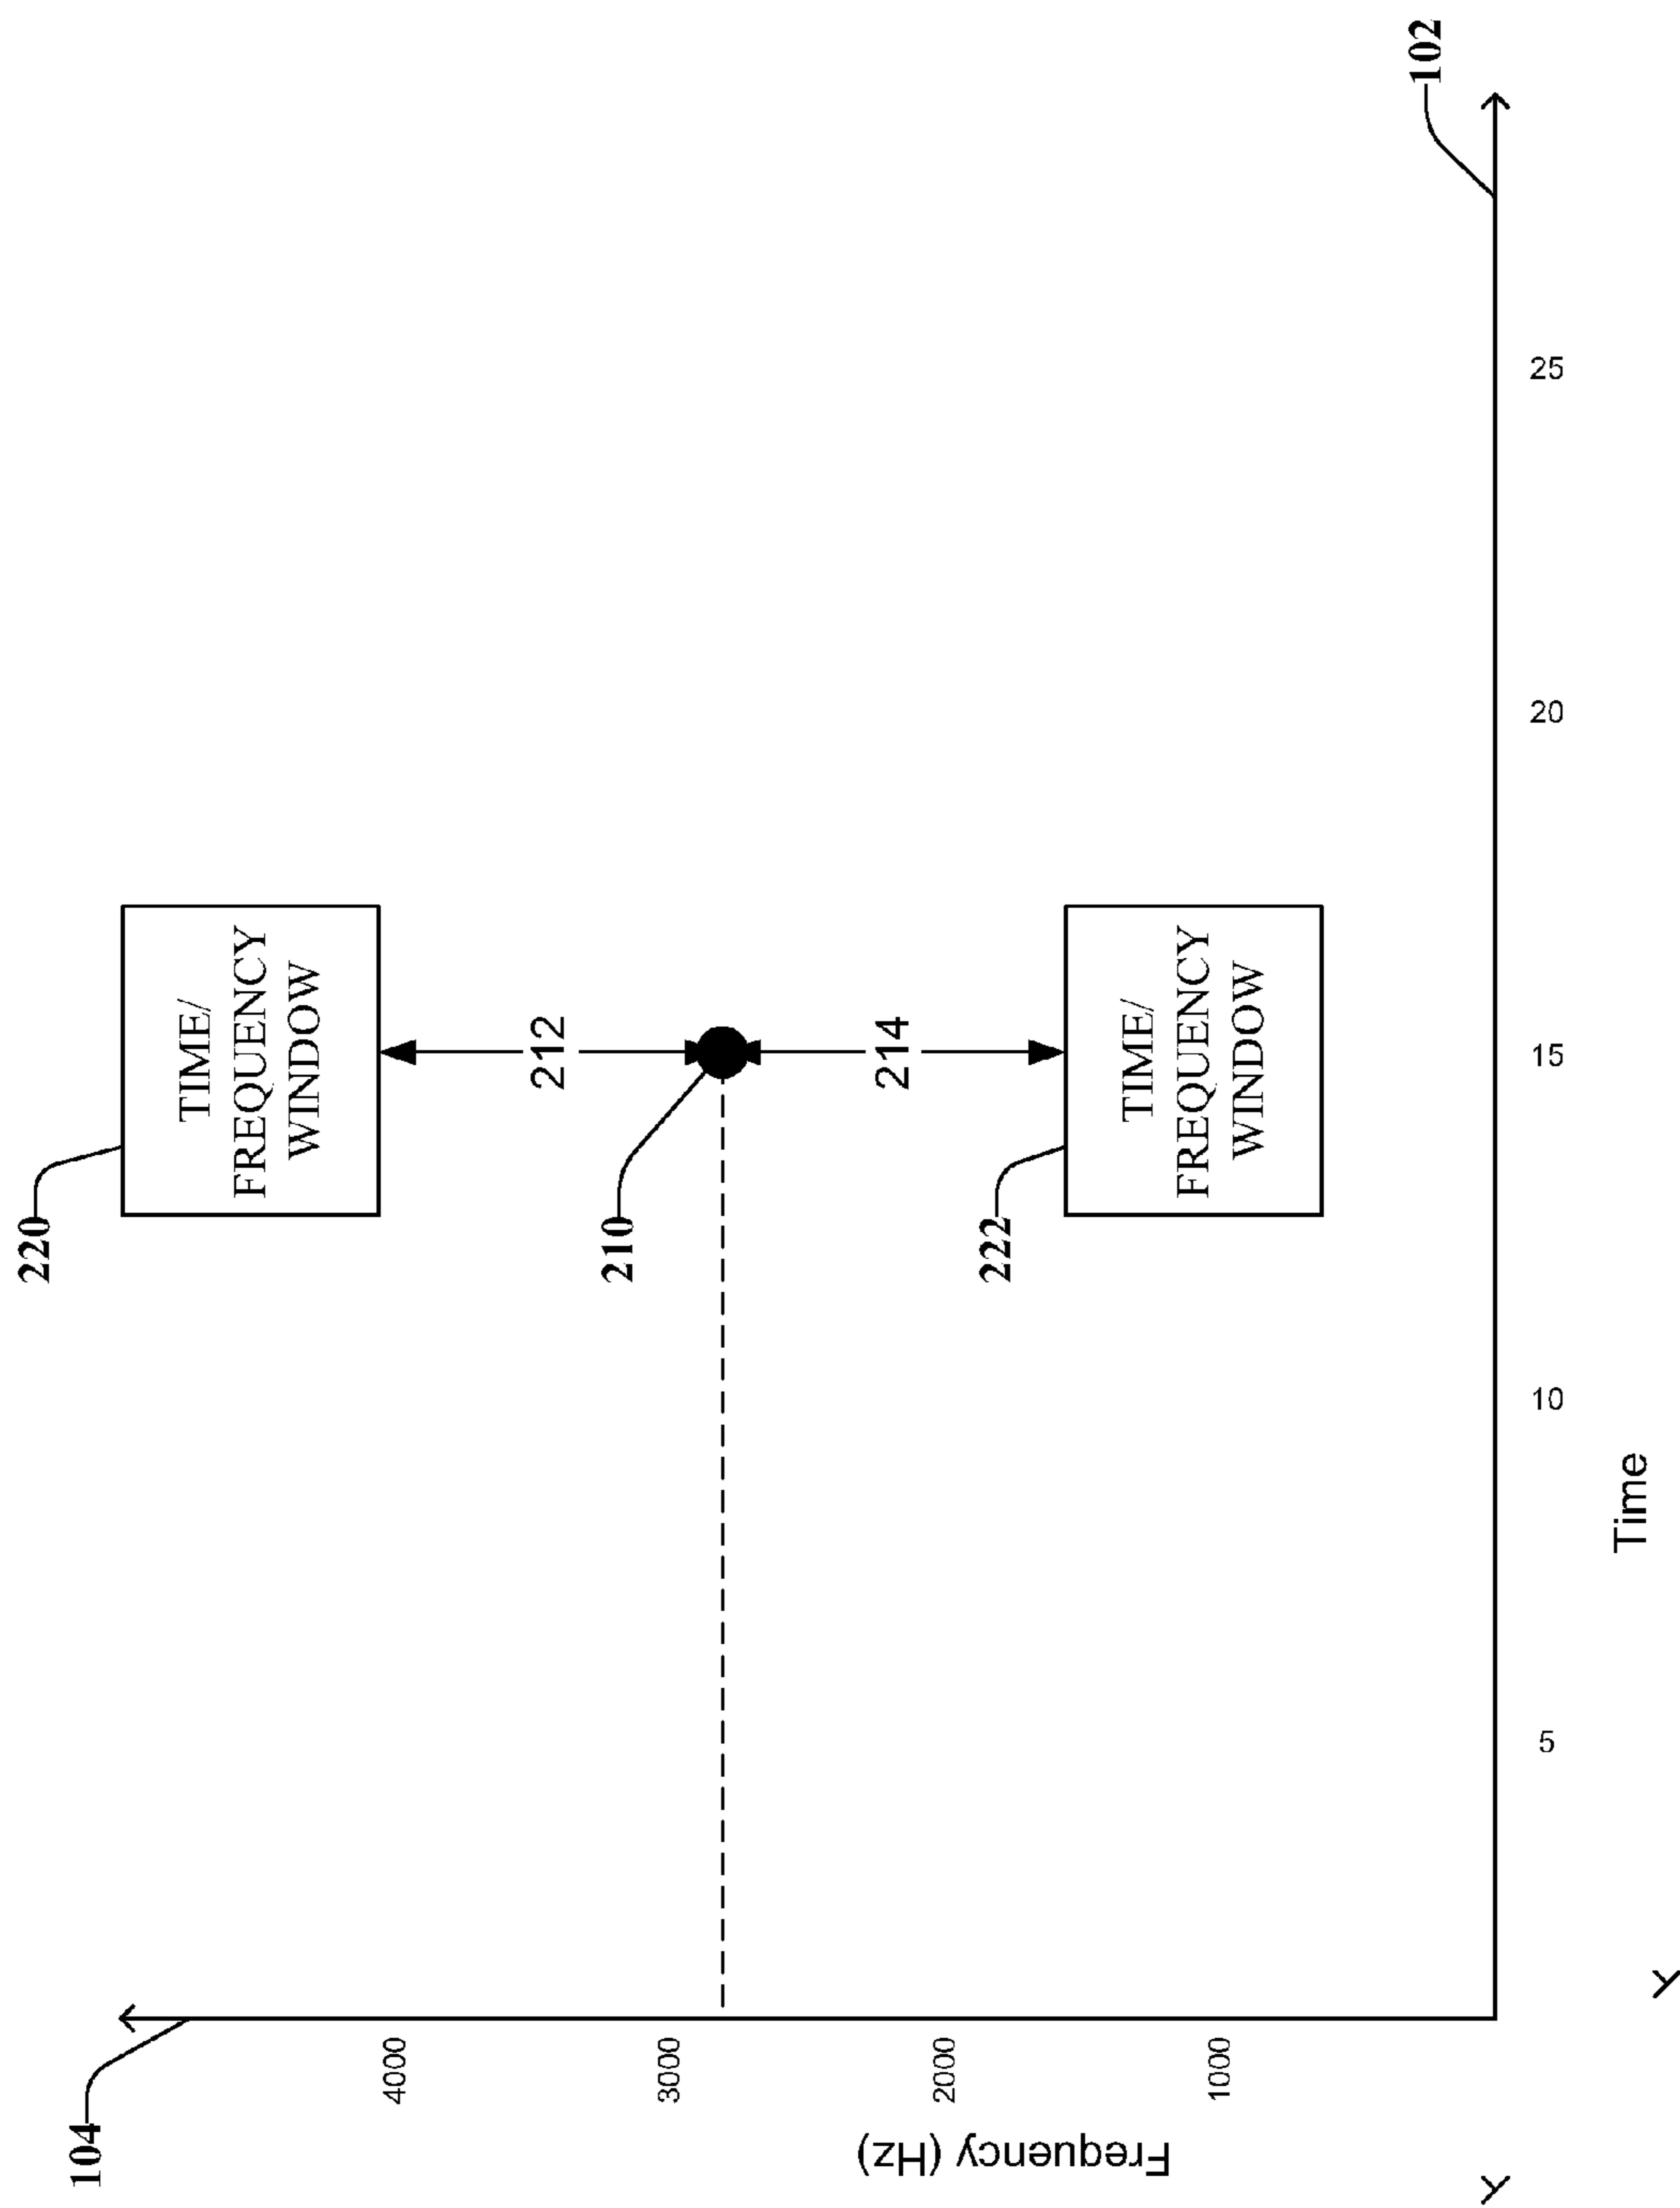 102
25
20
TIME/
FREQUENCY
WINDOW
212
214
TIME/
FREQUENCY
WINDOW
15
220
210
222
10
Time
5
104
4000
3000
2000
1000
Frequency (Hz)